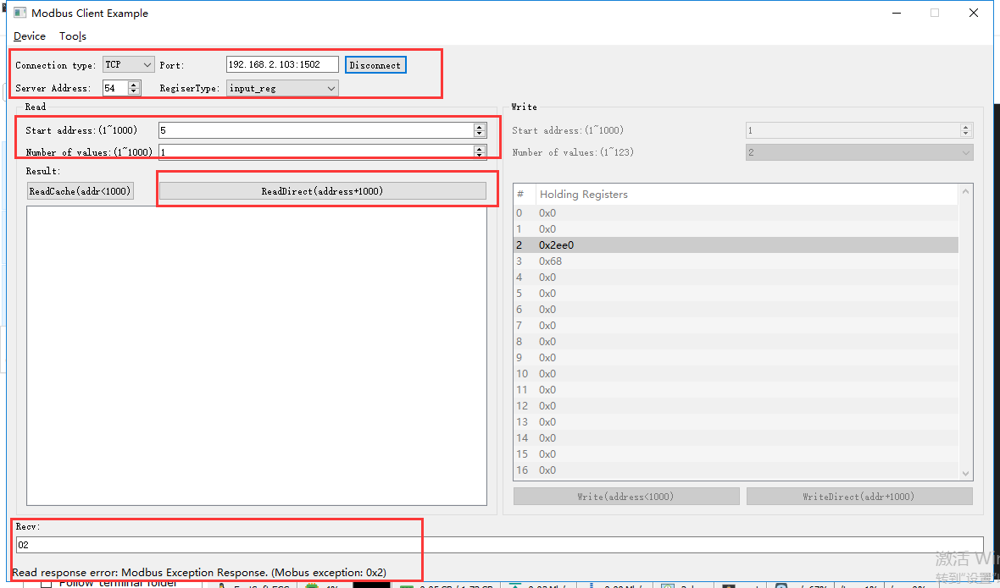 Modbus Client Example
Device Tools
Connection type: TCP Port: 192.168.2.103:1502 Disconnect
Server Address: 54 RegiserType: input_reg
Read
Start address:(1~1000) 5
Number of values:(1~1000) 1
Result:
ReadCache(addr<1000) ReadDirect(address+1000)
Write
Start address:(1~1000) 1
Number of values:(1~123) 2
# Holding Registers
0 0x0
1 0x0
2 0x2ee0
3 0x68
4 0x0
5 0x0
6 0x0
7 0x0
8 0x0
9 0x0
10 0x0
11 0x0
12 0x0
13 0x0
14 0x0
15 0x0
16 0x0
Write(address<1000) WriteDirect(addr+1000)
Recv:
02
Read response error: Modbus Exception Response. (Mobus exception: 0x2)
激活 Win
转到"设置"
Follow terminal folder